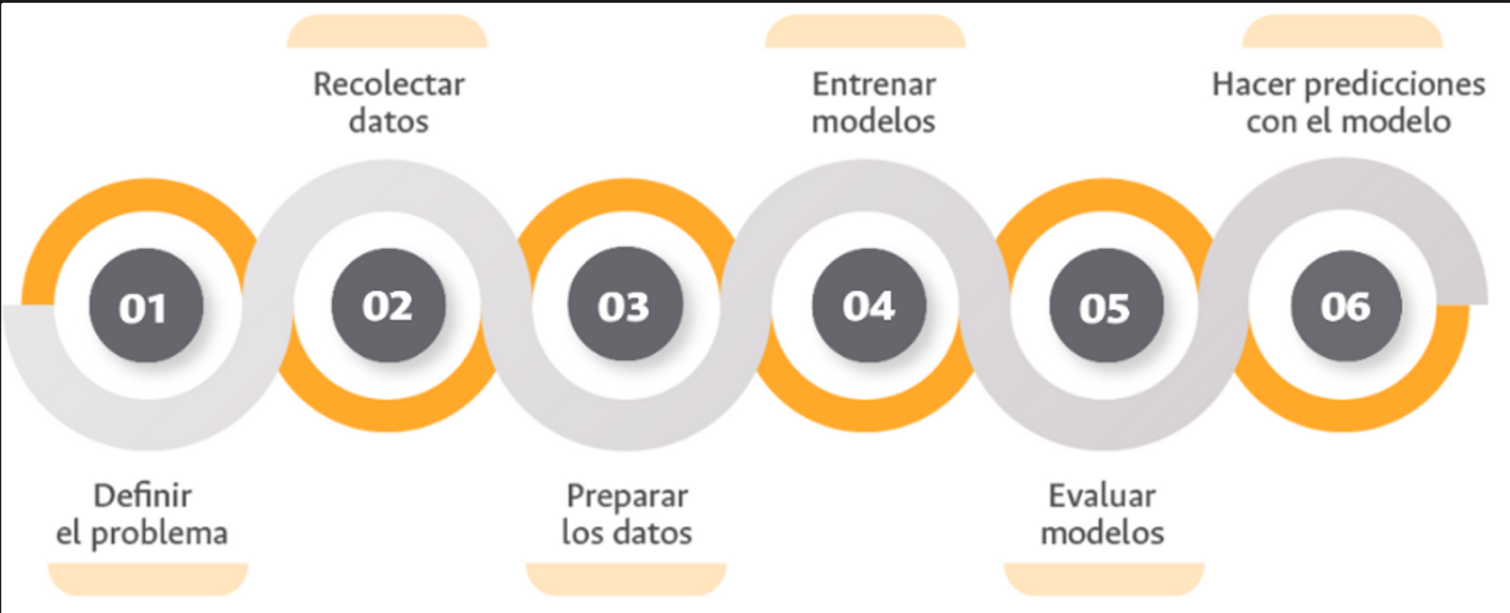 01
Definir
el problema
02
Recolectar
datos
03
Preparar
los datos
04
Entrenar
modelos
05
Evaluar
modelos
06
Hacer predicciones
con el modelo